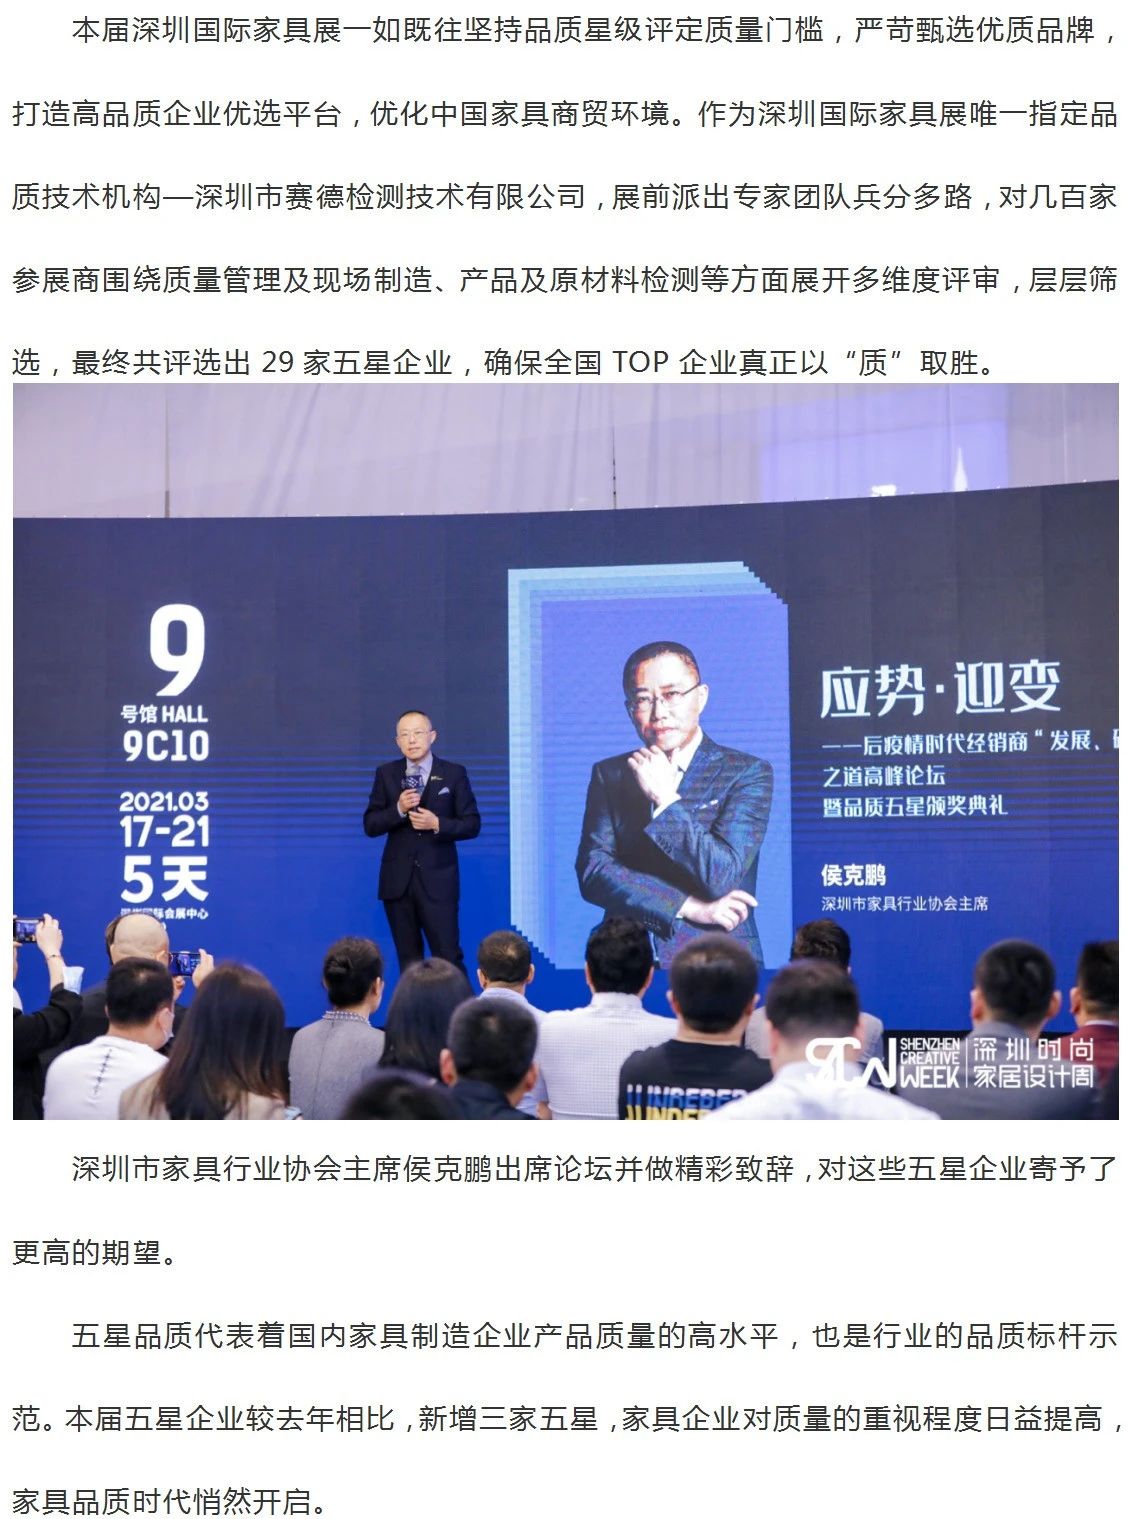 本届深圳国际家具展一如既往坚持品质星级评定质量门槛，严苛甄选优质品牌，
打造高品质企业优选平台，优化中国家具商贸环境。作为深圳国际家具展唯一指定品
质技术机构—深圳市赛德检测技术有限公司，展前派出专家团队兵分多路，对几百家
参展商围绕质量管理及现场制造、产品及原材料检测等方面展开多维度评审，层层筛
选，最终共评选出 29 家五星企业，确保全国 TOP 企业真正以“质”取胜。
9
号馆 HALL
9C10
2021.03
17-21
5天
国际会展中心
应势·迎变
——后疫情时代经销商“发展、
之道高峰论坛
暨品质五星颁奖典礼
侯克鹏
深圳市家具行业协会主席
SZCW
SHENZHEN
CREATIVE
WEEK
深圳时尚
家居设计周
深圳市家具行业协会主席侯克鹏出席论坛并做精彩致辞，对这些五星企业寄予了
更高的期望。
五星品质代表着国内家具制造企业产品质量的高水平，也是行业的品质标杆示
范。本届五星企业较去年相比，新增三家五星，家具企业对质量的重视程度日益提高，
家具品质时代悄然开启。